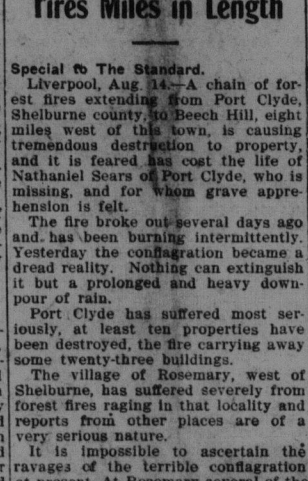 Fires Miles in Length
Special to The Standard.
Liverpool, Aug. 14.—A chain of for-
est fires extending from Port Clyde,
Shelburne county, to Beech Hill, eight
miles west of this town, is causing
tremendous destruction to property,
and it is feared has cost the life of
Nathaniel Sears of Port Clyde, who is
missing, and for whom grave appre-
hension is felt.
The fire broke out several days ago
and has been burning intermittently.
Yesterday the conflagration became a
dread reality. Nothing can extinguish
it but a prolonged and heavy down-
pour of rain.
Port Clyde has suffered most ser-
iously, at least ten properties have
been destroyed, the fire carrying away
some twenty-three buildings.
The village of Rosemary, west of
Shelburne, has suffered severely from
forest fires raging in that locality and
reports from other places are of a
very serious nature.
It is impossible to ascertain the
ravages of the terrible conflagration
at present. At Rosemary several of the